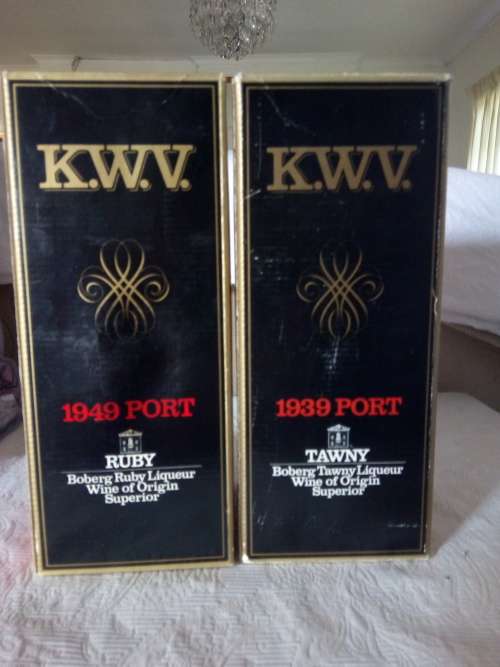 K.W.V.
1949 PORT
RUBY
Boberg Ruby Liqueur
Wine of Origin
Superior
K.W.V.
1939 PORT
TAWNY
Boberg Tawny Liqueur
Wine of Origin
Superior